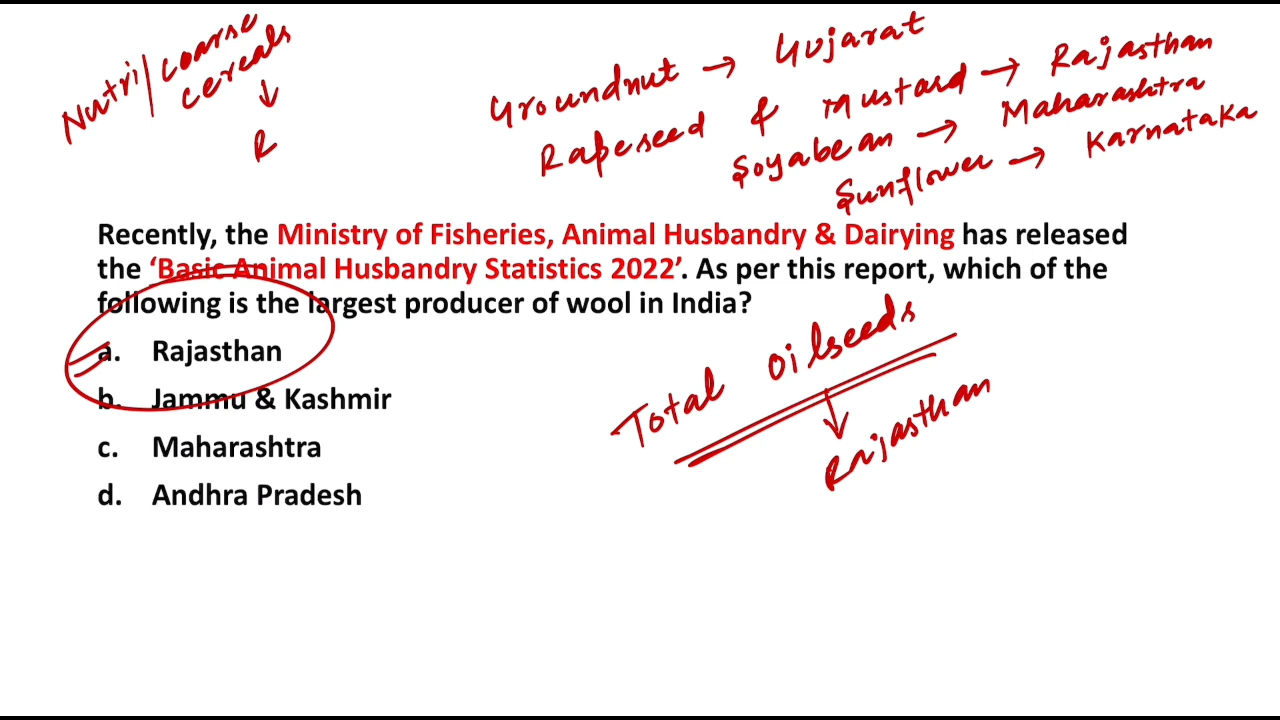 Nutri/coarse
cereals
↓
R
Groundnut → Gujarat
Rapeseed & Mustard → Rajasthan
Soyabean → Maharashtra
Sunflower → Karnataka
Recently, the Ministry of Fisheries, Animal Husbandry & Dairying has released
the ‘Basic Animal Husbandry Statistics 2022’. As per this report, which of the
following is the largest producer of wool in India?
a. Rajasthan
b. Jammu & Kashmir
c. Maharashtra
d. Andhra Pradesh
Total oilseeds
↓
Rajasthan